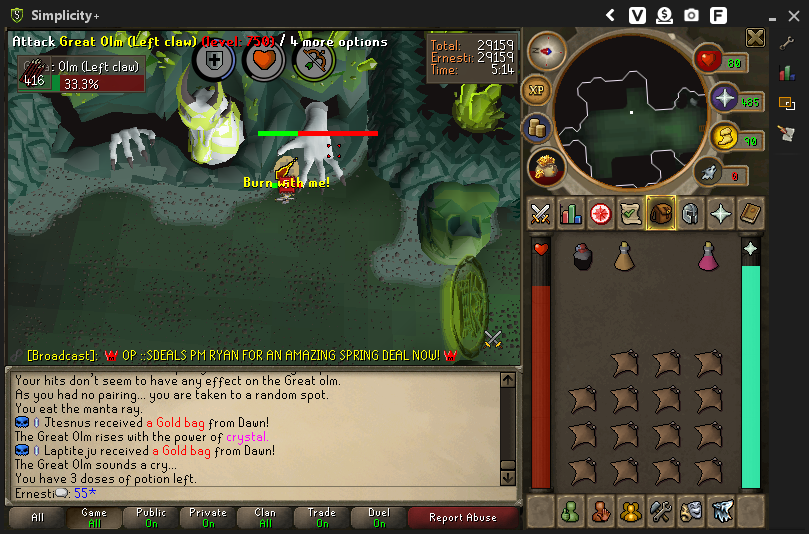 Simplicity+
Attack Great Olm (Left claw) (level: 750) / 4 more options
Great Olm (Left claw)
416
33.3%
Total: 29159
Ernesti: 29159
Time: 5:14
XP
80
486
90
0
Burn with me!
[Broadcast]: OP ::SDEALS PM RYAN FOR AN AMAZING SPRING DEAL NOW!
Your hits don't seem to have any effect on the Great olm.
As you had no pairing... you are taken to a random spot.
You eat the manta ray.
Jtesnus received a Gold bag from Dawn!
The Great Olm rises with the power of crystal.
Laptiteju received a Gold bag from Dawn!
The Great Olm sounds a cry...
You have 3 doses of potion left.
Ernesti: 55*
All
Game All
Public On
Private On
Clan All
Trade On
Duel On
Report Abuse